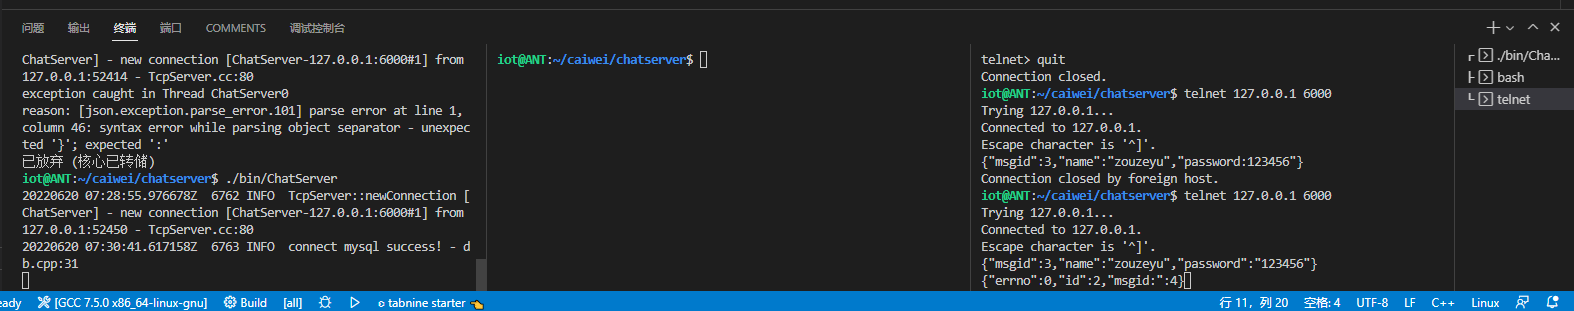 问题 输出 终端 端口 COMMENTS 调试控制台
ChatServer] - new connection [ChatServer-127.0.0.1:6000#1] from
127.0.0.1:52414 - TcpServer.cc:80
exception caught in Thread ChatServer0
reason: [json.exception.parse_error.101] parse error at line 1,
column 46: syntax error while parsing object separator - unexpec
ted '}'; expected ':'
已放弃 (核心已转储)
iot@ANT:~/caiwei/chatserver$ ./bin/ChatServer
20220620 07:28:55.976678Z  6762 INFO  TcpServer::newConnection [
ChatServer] - new connection [ChatServer-127.0.0.1:6000#1] from
127.0.0.1:52450 - TcpServer.cc:80
20220620 07:30:41.617158Z  6763 INFO  connect mysql success! - d
b.cpp:31
iot@ANT:~/caiwei/chatserver$
telnet> quit
Connection closed.
iot@ANT:~/caiwei/chatserver$ telnet 127.0.0.1 6000
Trying 127.0.0.1...
Connected to 127.0.0.1.
Escape character is '^]'.
{"msgid":3,"name":"zouzeyu","password:123456"}
Connection closed by foreign host.
iot@ANT:~/caiwei/chatserver$ telnet 127.0.0.1 6000
Trying 127.0.0.1...
Connected to 127.0.0.1.
Escape character is '^]'.
{"msgid":3,"name":"zouzeyu","password":"123456"}
{"errno":0,"id":2,"msgid:":4}
./bin/Cha...
bash
telnet
eady [GCC 7.5.0 x86_64-linux-gnu] Build [all] tabnine starter 行 11，列 20 空格: 4 UTF-8 LF C++ Linux